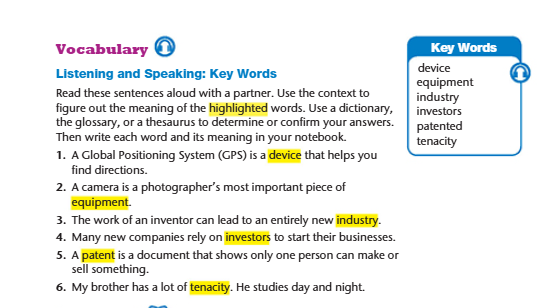 Vocabulary
Listening and Speaking: Key Words
Read these sentences aloud with a partner. Use the context to
figure out the meaning of the highlighted words. Use a dictionary,
the glossary, or a thesaurus to determine or confirm your answers.
Then write each word and its meaning in your notebook.
1. A Global Positioning System (GPS) is a device that helps you
find directions.
2. A camera is a photographer's most important piece of
equipment.
3. The work of an inventor can lead to an entirely new industry.
4. Many new companies rely on investors to start their businesses.
5. A patent is a document that shows only one person can make or
sell something.
6. My brother has a lot of tenacity. He studies day and night.
Key Words
device
equipment
industry
investors
patented
tenacity